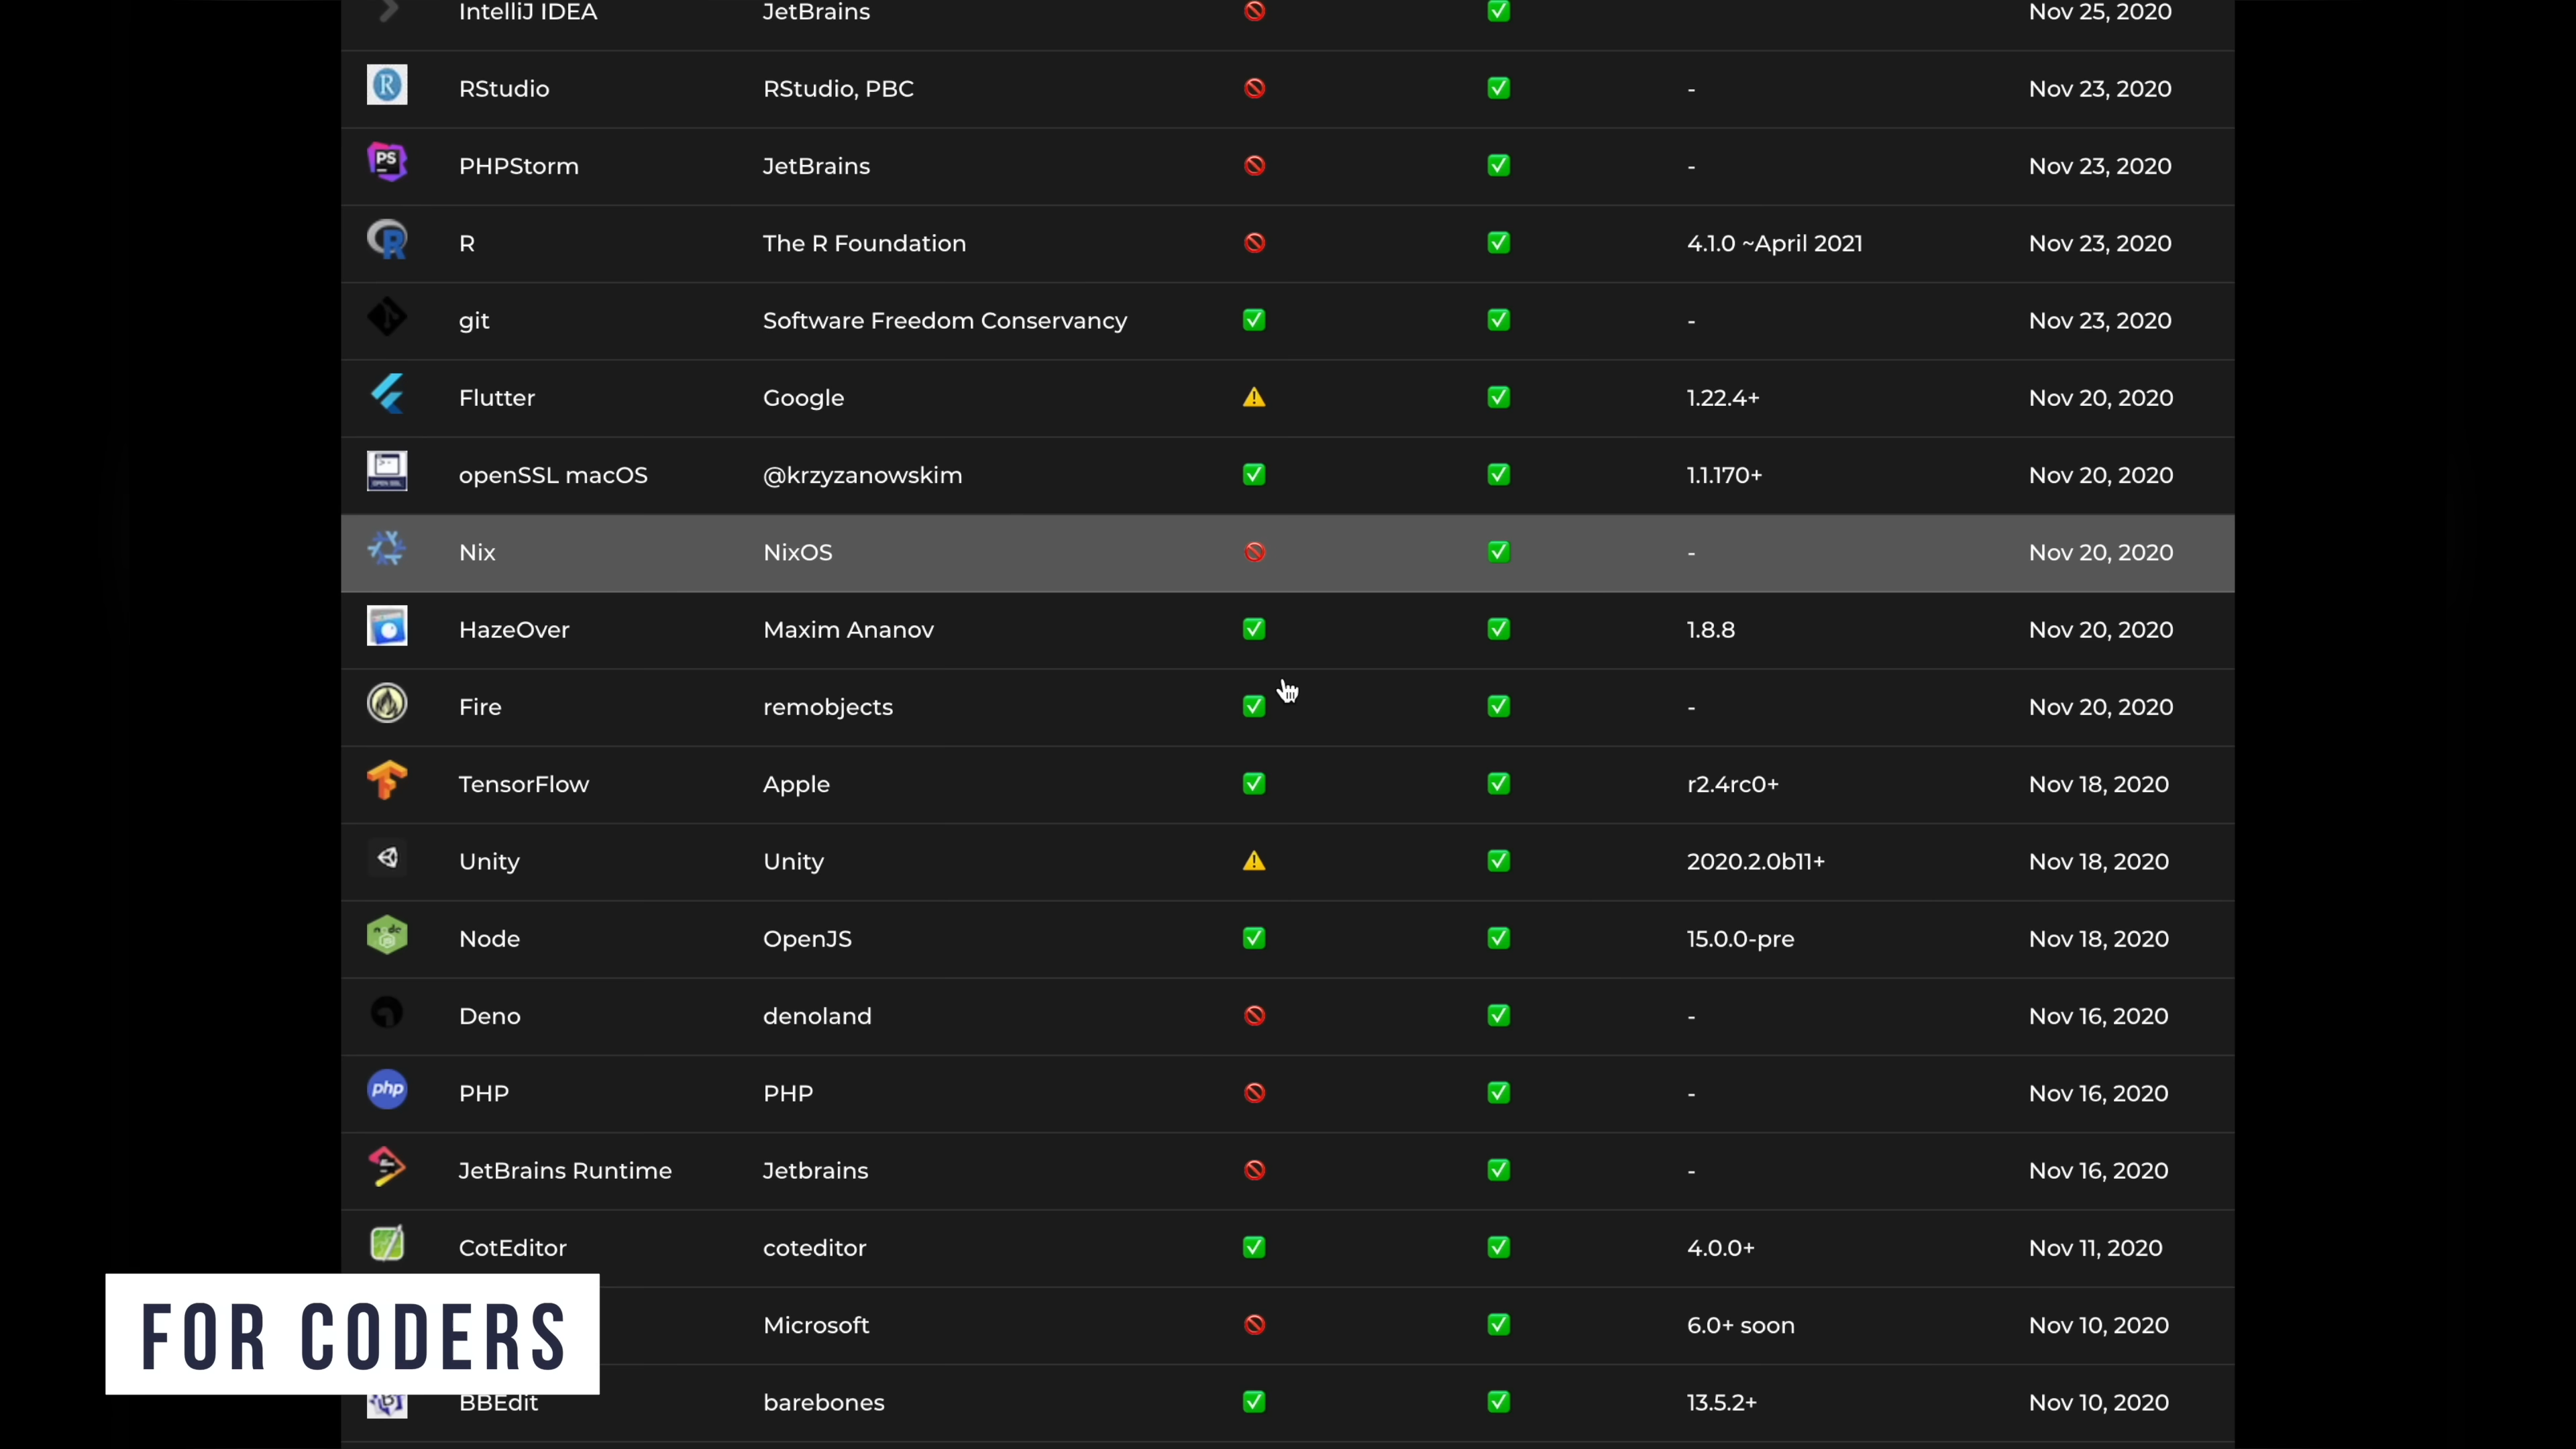 IntelliJ IDEA JetBrains Nov 25, 2020
RStudio RStudio, PBC - Nov 23, 2020
PS PHPStorm JetBrains - Nov 23, 2020
R The R Foundation 4.1.0 ~April 2021 Nov 23, 2020
git Software Freedom Conservancy - Nov 23, 2020
Flutter Google 1.22.4+ Nov 20, 2020
openSSL macOS @krzyzanowskim 1.1.170+ Nov 20, 2020
Nix NixOS - Nov 20, 2020
HazeOver Maxim Ananov 1.8.8 Nov 20, 2020
Fire remobjects - Nov 20, 2020
TensorFlow Apple r2.4rc0+ Nov 18, 2020
Unity Unity 2020.2.0b11+ Nov 18, 2020
Node OpenJS 15.0.0-pre Nov 18, 2020
Deno denoland - Nov 16, 2020
php PHP PHP - Nov 16, 2020
JetBrains Runtime Jetbrains - Nov 16, 2020
CotEditor coteditor 4.0.0+ Nov 11, 2020
Microsoft 6.0+ soon Nov 10, 2020
FOR CODERS
BBEdit barebones 13.5.2+ Nov 10, 2020